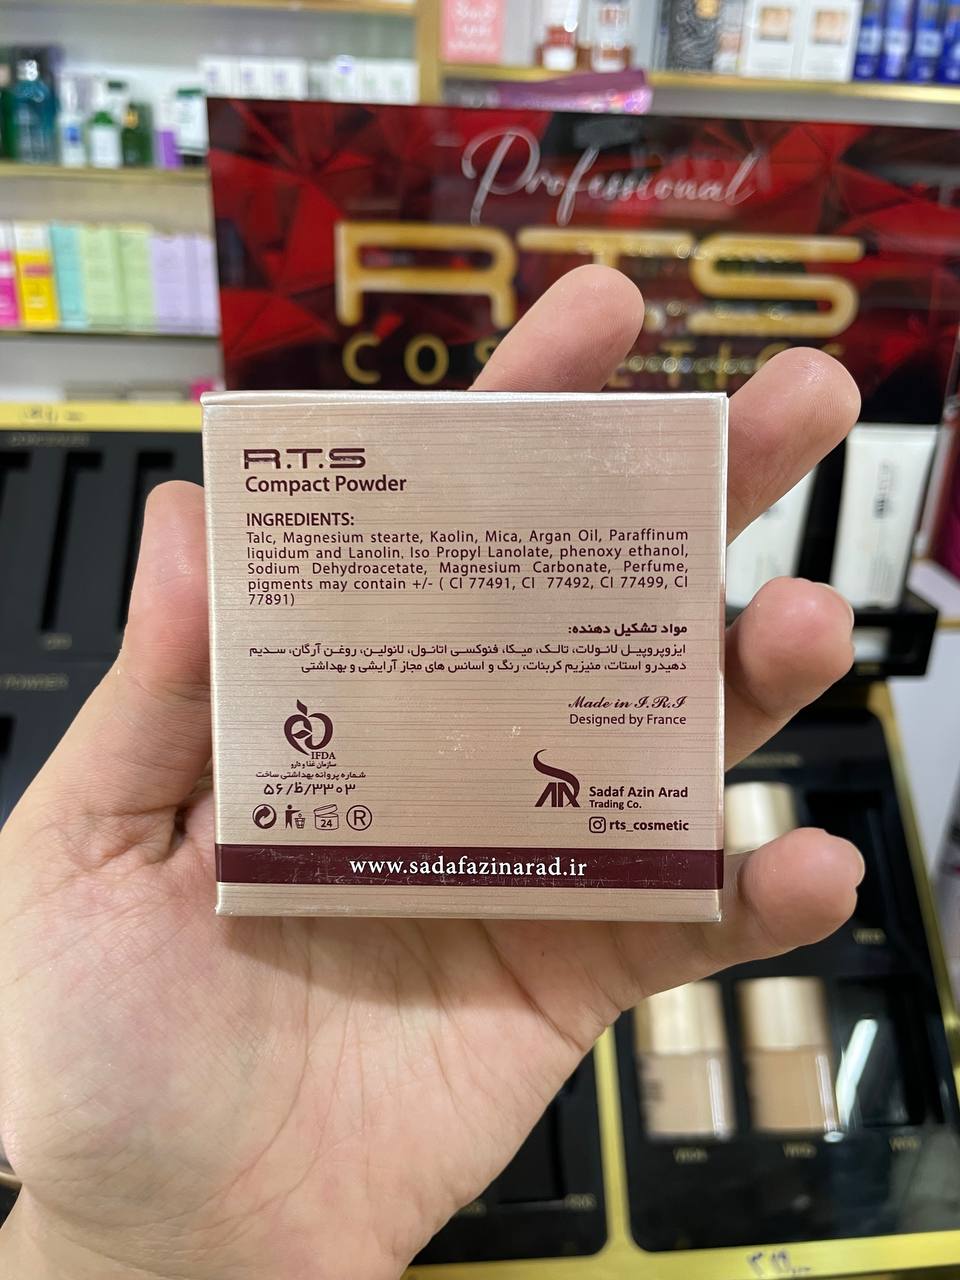 Professional
RTS
R.T.S
Compact Powder
INGREDIENTS:
Talc, Magnesium stearte, Kaolin, Mica, Argan Oil, Paraffinum
liquidum and Lanolin, Iso Propyl Lanolate, phenoxy ethanol,
Sodium Dehydroacetate, Magnesium Carbonate, Perfume,
pigments may contain +/- ( CI 77491, CI 77492, CI 77499, CI
77891)
مواد تشکیل دهنده:
ایزوپروپیل لانولات، تالک، میکا، فنوکسی اتانول، لانولین، روغن آرگان، سدیم
دهیدرو استات، منیزیم کربنات، رنگ و اسانس های مجاز آرایشی و بهداشتی
Made in I.R.I
Designed by France
IFDA
سازمان غذا و دارو
شماره پروانه بهداشتی ساخت
۵۶/ظ/۳۳۰۳
24
R
Sadaf Azin Arad
Trading Co.
rts_cosmetic
www.sadafazinarad.ir